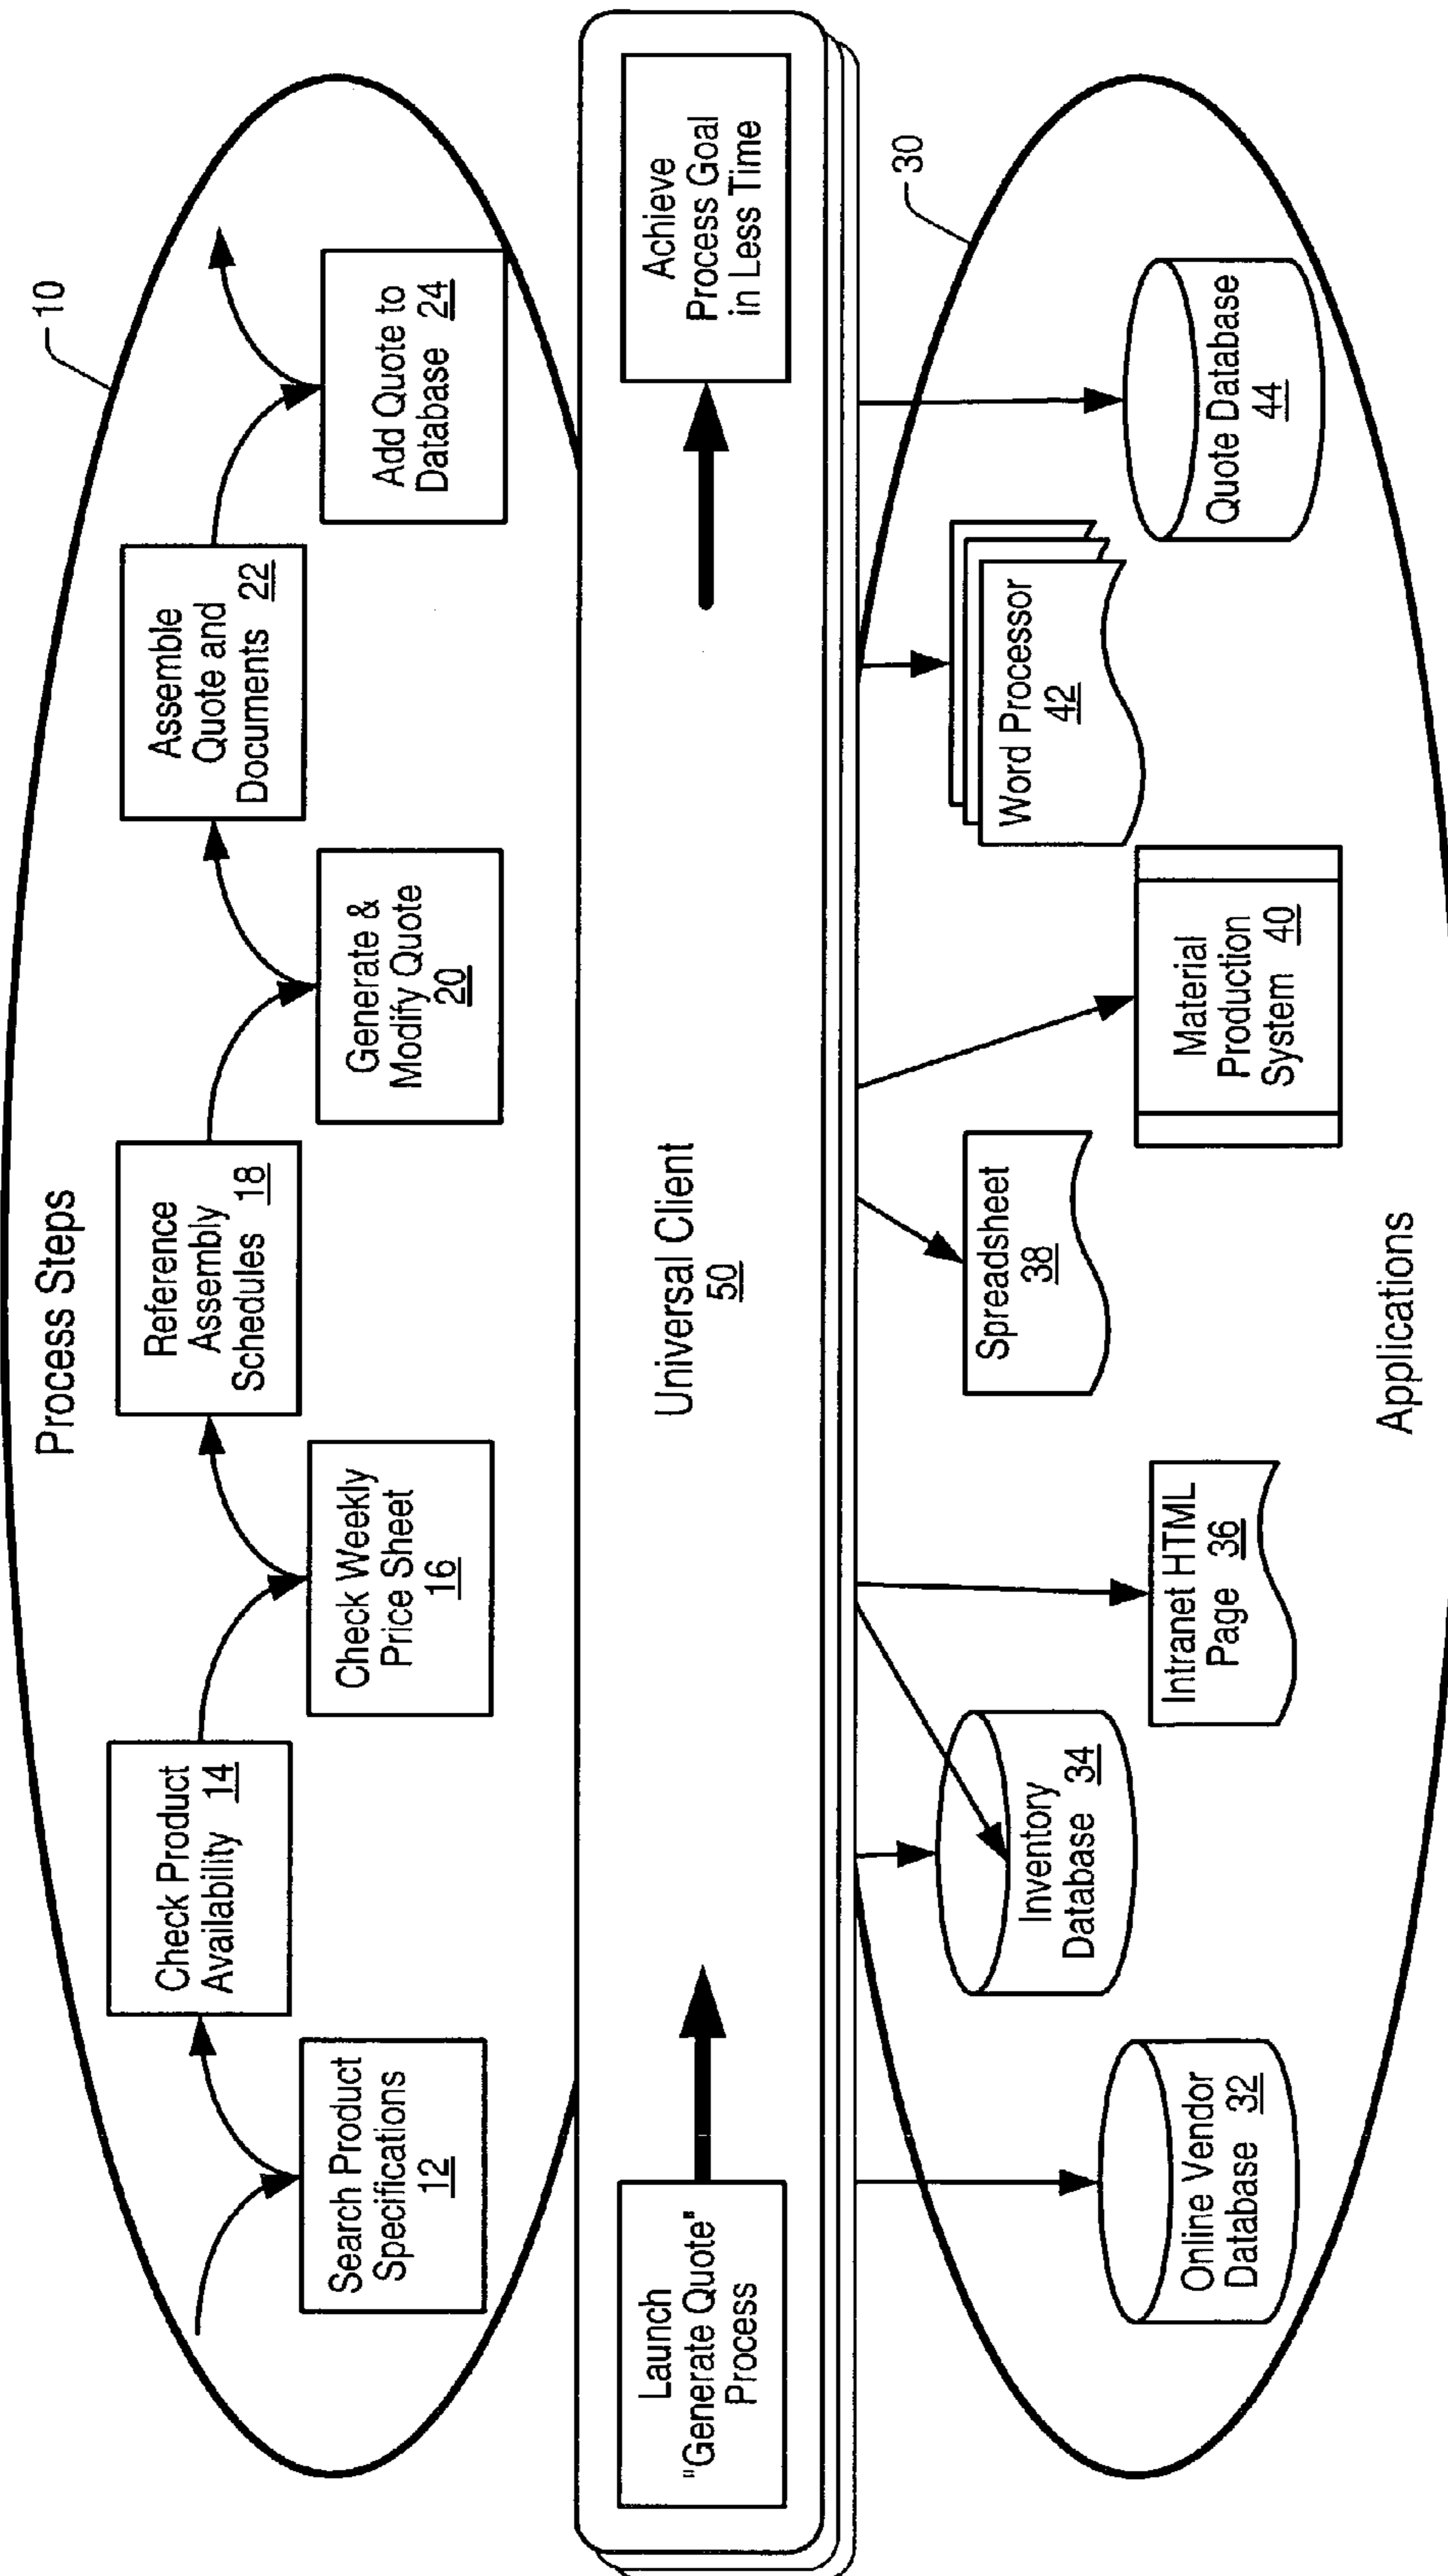 10
Process Steps
Search Product
Specifications
12
Check Product
Availability 14
Check Weekly
Price Sheet
16
Reference
Assembly
Schedules 18
Generate &
Modify Quote
20
Assemble
Quote and
Documents 22
Add Quote to
Database 24
Launch
"Generate Quote"
Process
Universal Client
50
Achieve
Process Goal
in Less Time
30
Online Vendor
Database 32
Inventory
Database 34
Intranet HTML
Page 36
Spreadsheet
38
Material
Production
System 40
Word Processor
42
Quote Database
44
Applications